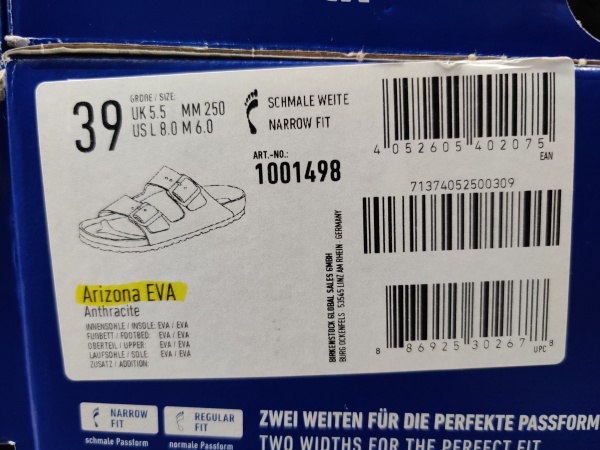 39
GRÖßE / SIZE:
UK 5.5 MM 250
US L 8.0 M 6.0
SCHMALE WEITE
NARROW FIT
ART.-NO.:
1001498
4 052605 402075
EAN
71374052500309
8 86925 30267 8
UPC
Arizona EVA
Anthracite
INNENSOHLE / INSOLE: EVA / EVA
FUßBETT / FOOTBED: EVA / EVA
OBERTEIL / UPPER: EVA / EVA
LAUFSOHLE / SOLE: EVA / EVA
ZUSATZ / ADDITION:
BIRKENSTOCK GLOBAL SALES GMBH
BURG OCKENFELS 53545 LINZ AM RHEIN GERMANY
NARROW FIT
schmale Passform
REGULAR FIT
normale Passform
ZWEI WEITEN FÜR DIE PERFEKTE PASSFORM
TWO WIDTHS FOR THE PERFECT FIT